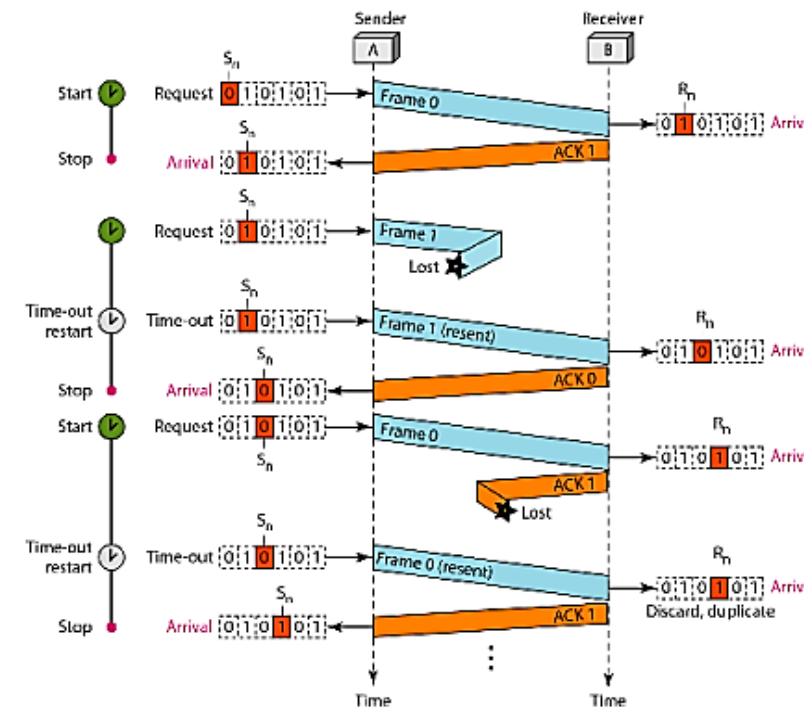 Sender Receiver
A B
Sn
Start Request 0 1 0 1 0 1 Frame 0
Rn
0 1 0 1 0 1 Arriv
Sn
Stop Arrival 0 1 0 1 0 1 ACK 1
Sn
Request 0 1 0 1 0 1 Frame 1
Lost
Sn
Time-out
restart
Time-out 0 1 0 1 0 1 Frame 1 (resent)
Rn
0 1 0 1 0 1 Arriv
Sn
Stop Arrival 0 1 0 1 0 1 ACK 0
Start Request 0 1 0 1 0 1 Frame 0
Sn
Rn
0 1 0 1 0 1 Arriv
ACK 1
Lost
Sn
Time-out
restart
Time-out 0 1 0 1 0 1 Frame 0 (resent)
Rn
0 1 0 1 0 1 Arriv
Discard, duplicate
Sn
Stop Arrival 0 1 0 1 0 1 ACK 1
Time Time